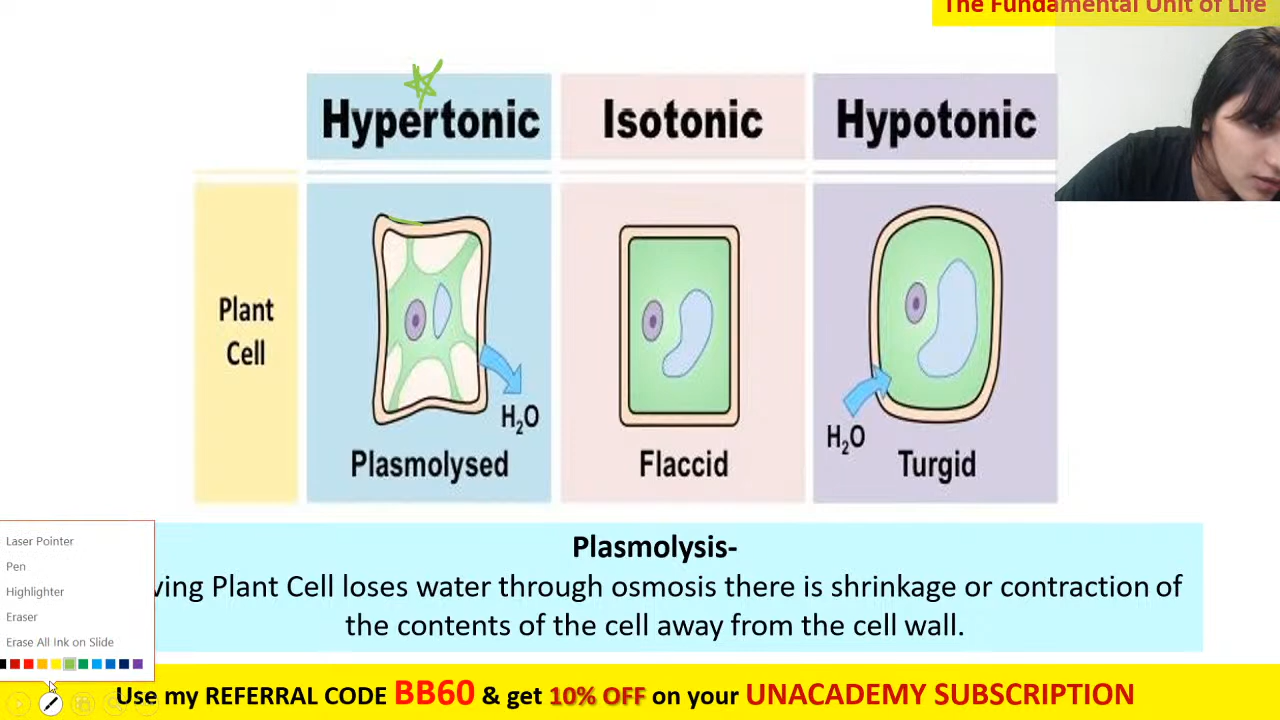 The Fundamental Unit of Life
Hypertonic
Isotonic
Hypotonic
Plant
Cell
H₂O
H₂O
Plasmolysed
Flaccid
Turgid
Laser Pointer
Pen
Highlighter
Eraser
Erase All Ink on Slide
Plasmolysis-
Plant Cell loses water through osmosis there is shrinkage or contraction of
the contents of the cell away from the cell wall.
Use my REFERRAL CODE BB60 & get 10% OFF on your UNACADEMY SUBSCRIPTION